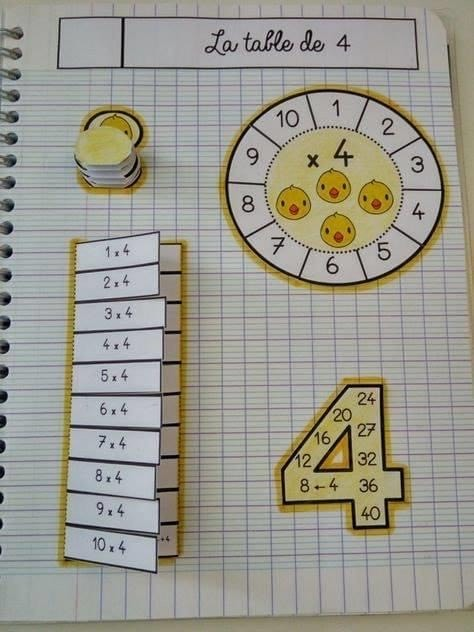 La table de 4
10 1 2
9 × 4 3
8 4
7 6 5
1 x 4
2 x 4
3 x 4
4 x 4
5 x 4
6 x 4
7 x 4
8 x 4
9 x 4
10 x 4
+4
24
20
16 27
12 32
8 ← 4 36
40